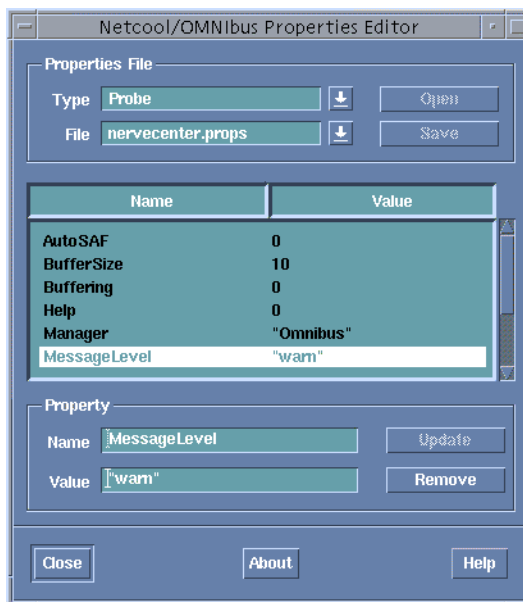 Netcool/OMNIbus Properties Editor
Properties File
Type Probe Open
File nervecenter.props Save
Name Value
AutoSAF 0
BufferSize 10
Buffering 0
Help 0
Manager "Omnibus"
MessageLevel "warn"
Property
Name MessageLevel Update
Value "warn" Remove
Close About Help